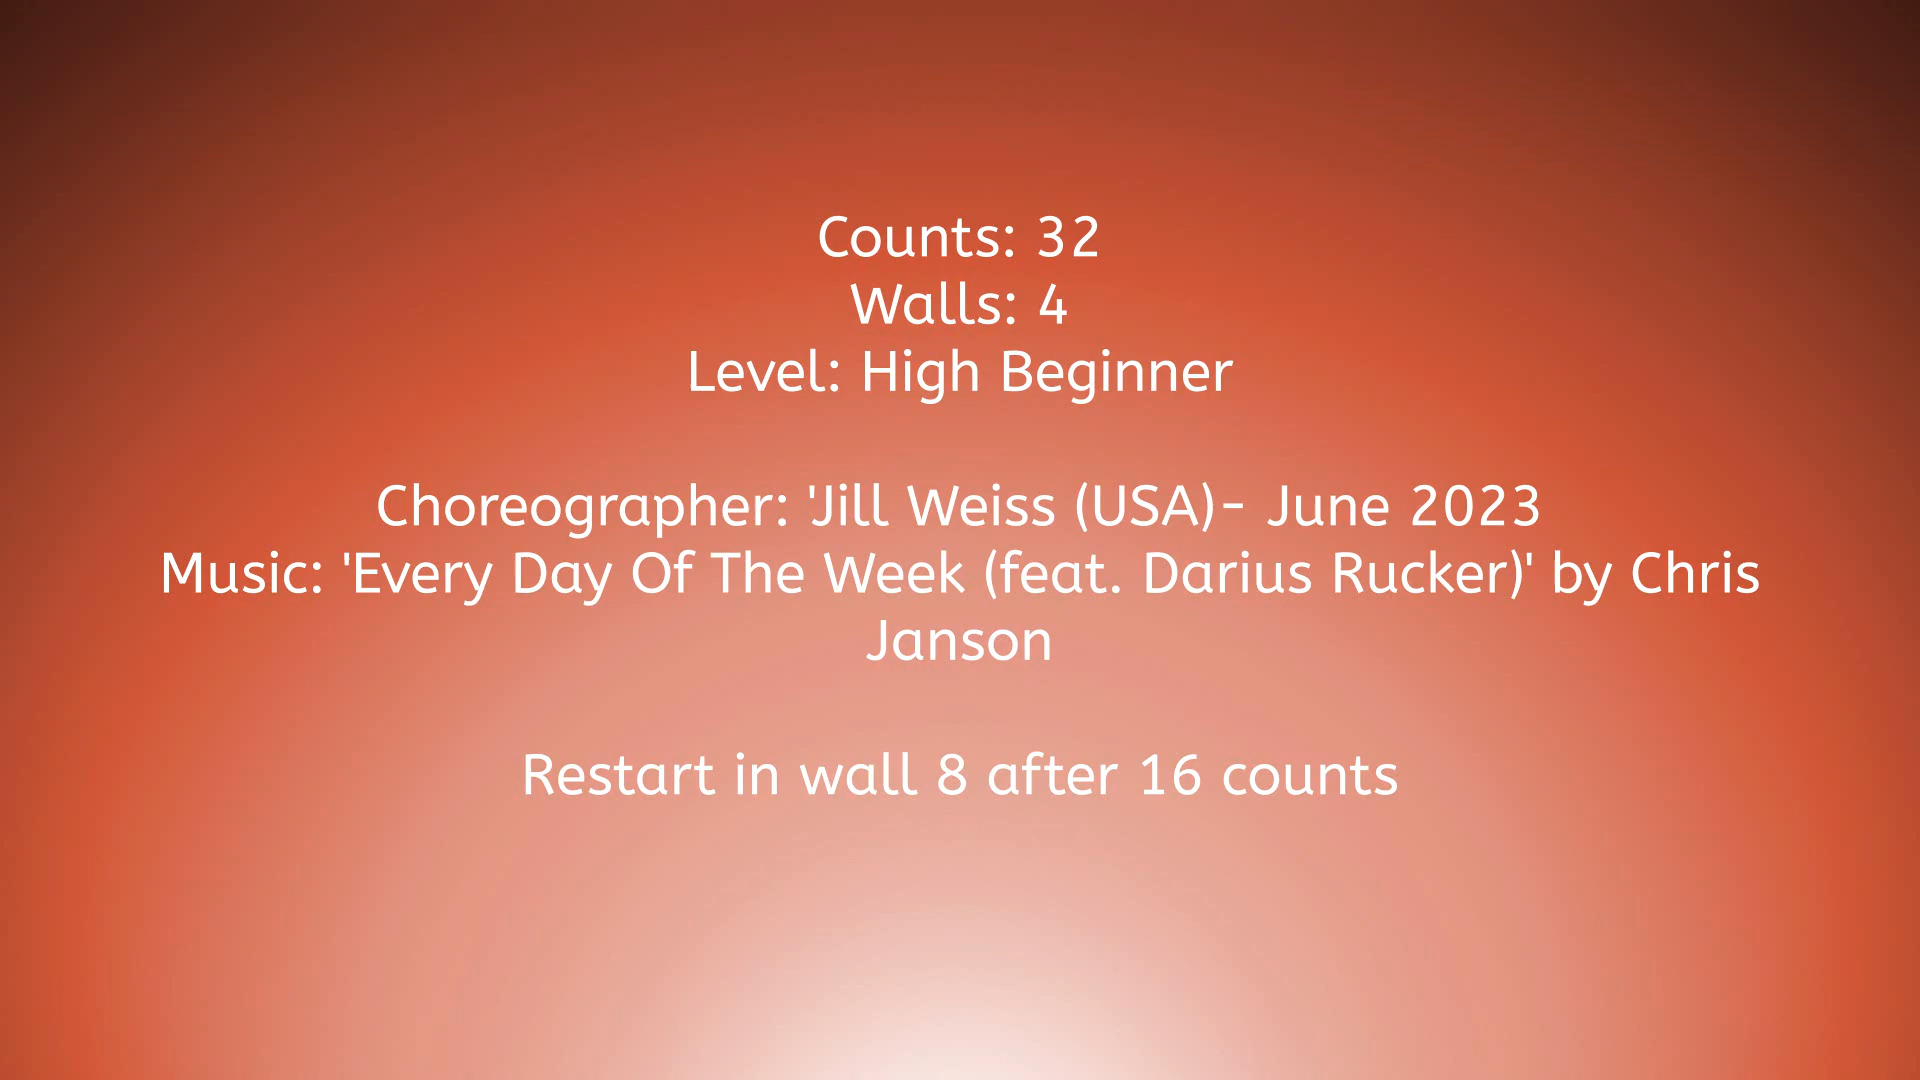 Counts: 32
Walls: 4
Level: High Beginner
Choreographer: 'Jill Weiss (USA)- June 2023
Music: 'Every Day Of The Week (feat. Darius Rucker)' by Chris
Janson
Restart in wall 8 after 16 counts